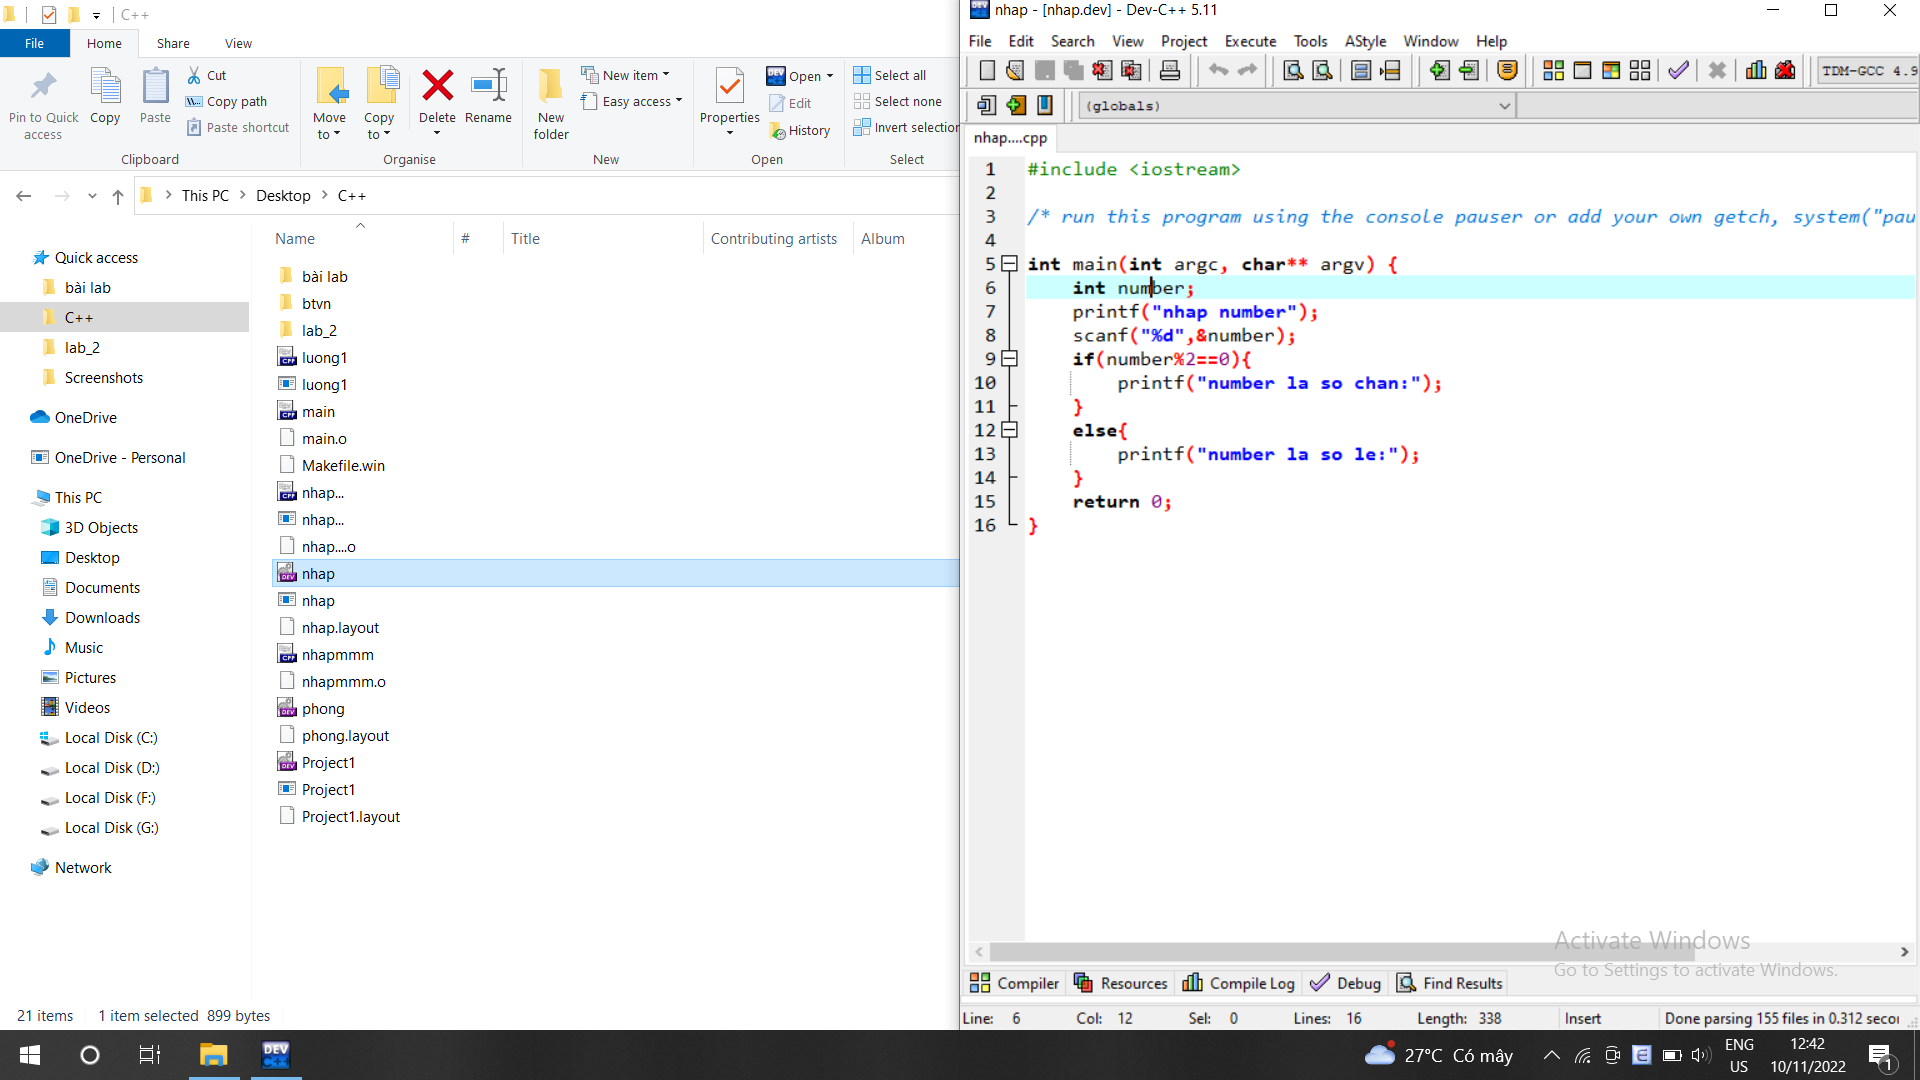 C++
File Home Share View
Pin to Quick access
Copy
Paste
Cut
Copy path
Paste shortcut
Clipboard
Move to
Copy to
Delete
Rename
Organise
New folder
New item
Easy access
New
Properties
Open
Edit
History
Open
Select all
Select none
Invert selection
Select
This PC > Desktop > C++
Name # Title Contributing artists Album
Quick access
bài lab
C++
lab_2
Screenshots
OneDrive
OneDrive - Personal
This PC
3D Objects
Desktop
Documents
Downloads
Music
Pictures
Videos
Local Disk (C:)
Local Disk (D:)
Local Disk (F:)
Local Disk (G:)
Network
bài lab
btvn
lab_2
luong1
luong1
main
main.o
Makefile.win
nhap...
nhap...
nhap....o
nhap
nhap
nhap.layout
nhapmmm
nhapmmm.o
phong
phong.layout
Project1
Project1
Project1.layout
21 items 1 item selected 899 bytes
nhap - [nhap.dev] - Dev-C++ 5.11
File Edit Search View Project Execute Tools AStyle Window Help
TDM-GCC 4.9
(globals)
nhap....cpp
1 #include <iostream>
2
3 /* run this program using the console pauser or add your own getch, system("pau
4
5 int main(int argc, char** argv) {
6 int number;
7 printf("nhap number");
8 scanf("%d",&number);
9 if(number%2==0){
10 printf("number la so chan:");
11 }
12 else{
13 printf("number la so le:");
14 }
15 return 0;
16 }
Activate Windows
Go to Settings to activate Windows.
Compiler Resources Compile Log Debug Find Results
Line: 6 Col: 12 Sel: 0 Lines: 16 Length: 338 Insert Done parsing 155 files in 0.312 secon
DEV C++
27°C Có mây
ENG
US
12:42
10/11/2022
1